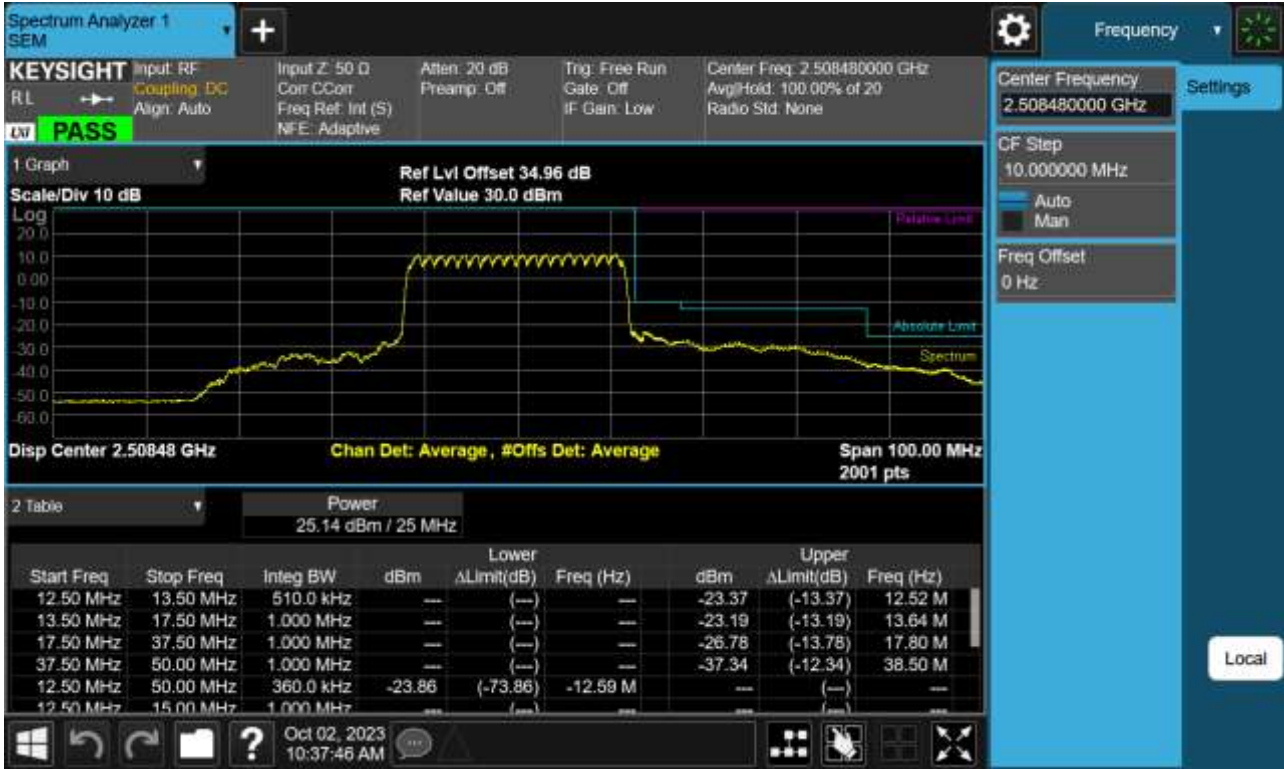 Spectrum Analyzer 1
SEM
+
Frequency
KEYSIGHT
RL
LXI
PASS
Input: RF
Coupling: DC
Align: Auto
Input Z: 50 Ω
Corr CCorr
Freq Ref: Int (S)
NFE: Adaptive
Atten: 20 dB
Preamp: Off
Trig: Free Run
Gate: Off
IF Gain: Low
Center Freq: 2.508480000 GHz
Avg|Hold: 100.00% of 20
Radio Std: None
Center Frequency
2.508480000 GHz
Settings
CF Step
10.000000 MHz
Auto
Man
Freq Offset
0 Hz
1 Graph
Scale/Div 10 dB
Ref Lvl Offset 34.96 dB
Ref Value 30.0 dBm
Log
20.0
10.0
0.00
-10.0
-20.0
-30.0
-40.0
-50.0
-60.0
Relative Limit
Absolute Limit
Spectrum
Disp Center 2.50848 GHz
Chan Det: Average, #Offs Det: Average
Span 100.00 MHz
2001 pts
2 Table
Power
25.14 dBm / 25 MHz
Lower Upper
Start Freq Stop Freq Integ BW dBm ΔLimit(dB) Freq (Hz) dBm ΔLimit(dB) Freq (Hz)
12.50 MHz 13.50 MHz 510.0 kHz --- (---) --- -23.37 (-13.37) 12.52 M
13.50 MHz 17.50 MHz 1.000 MHz --- (---) --- -23.19 (-13.19) 13.64 M
17.50 MHz 37.50 MHz 1.000 MHz --- (---) --- -26.78 (-13.78) 17.80 M
37.50 MHz 50.00 MHz 1.000 MHz --- (---) --- -37.34 (-12.34) 38.50 M
12.50 MHz 50.00 MHz 360.0 kHz -23.86 (-73.86) -12.59 M --- (---) ---
12.50 MHz 15.00 MHz 1.000 MHz --- (---) --- --- (---) ---
Local
?
Oct 02, 2023
10:37:46 AM